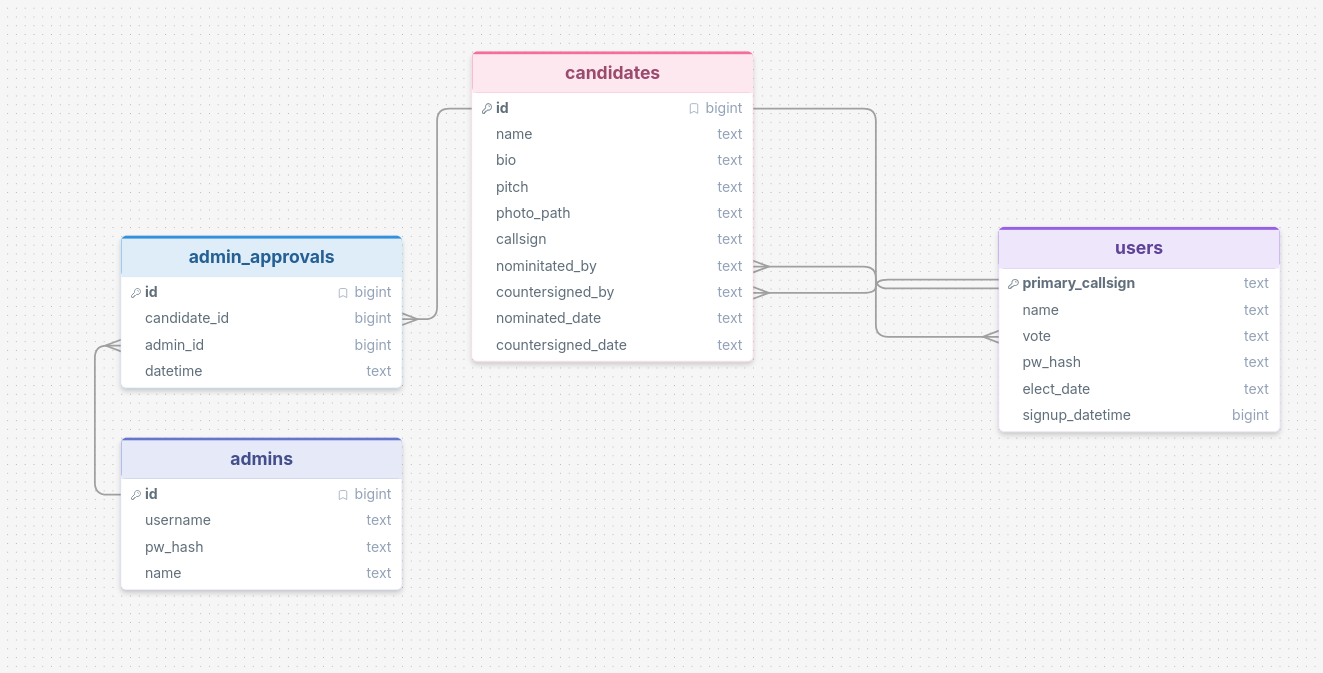 candidates
id bigint
name text
bio text
pitch text
photo_path text
callsign text
nominitated_by text
countersigned_by text
nominated_date text
countersigned_date text
admin_approvals
id bigint
candidate_id bigint
admin_id bigint
datetime text
users
primary_callsign text
name text
vote text
pw_hash text
elect_date text
signup_datetime bigint
admins
id bigint
username text
pw_hash text
name text